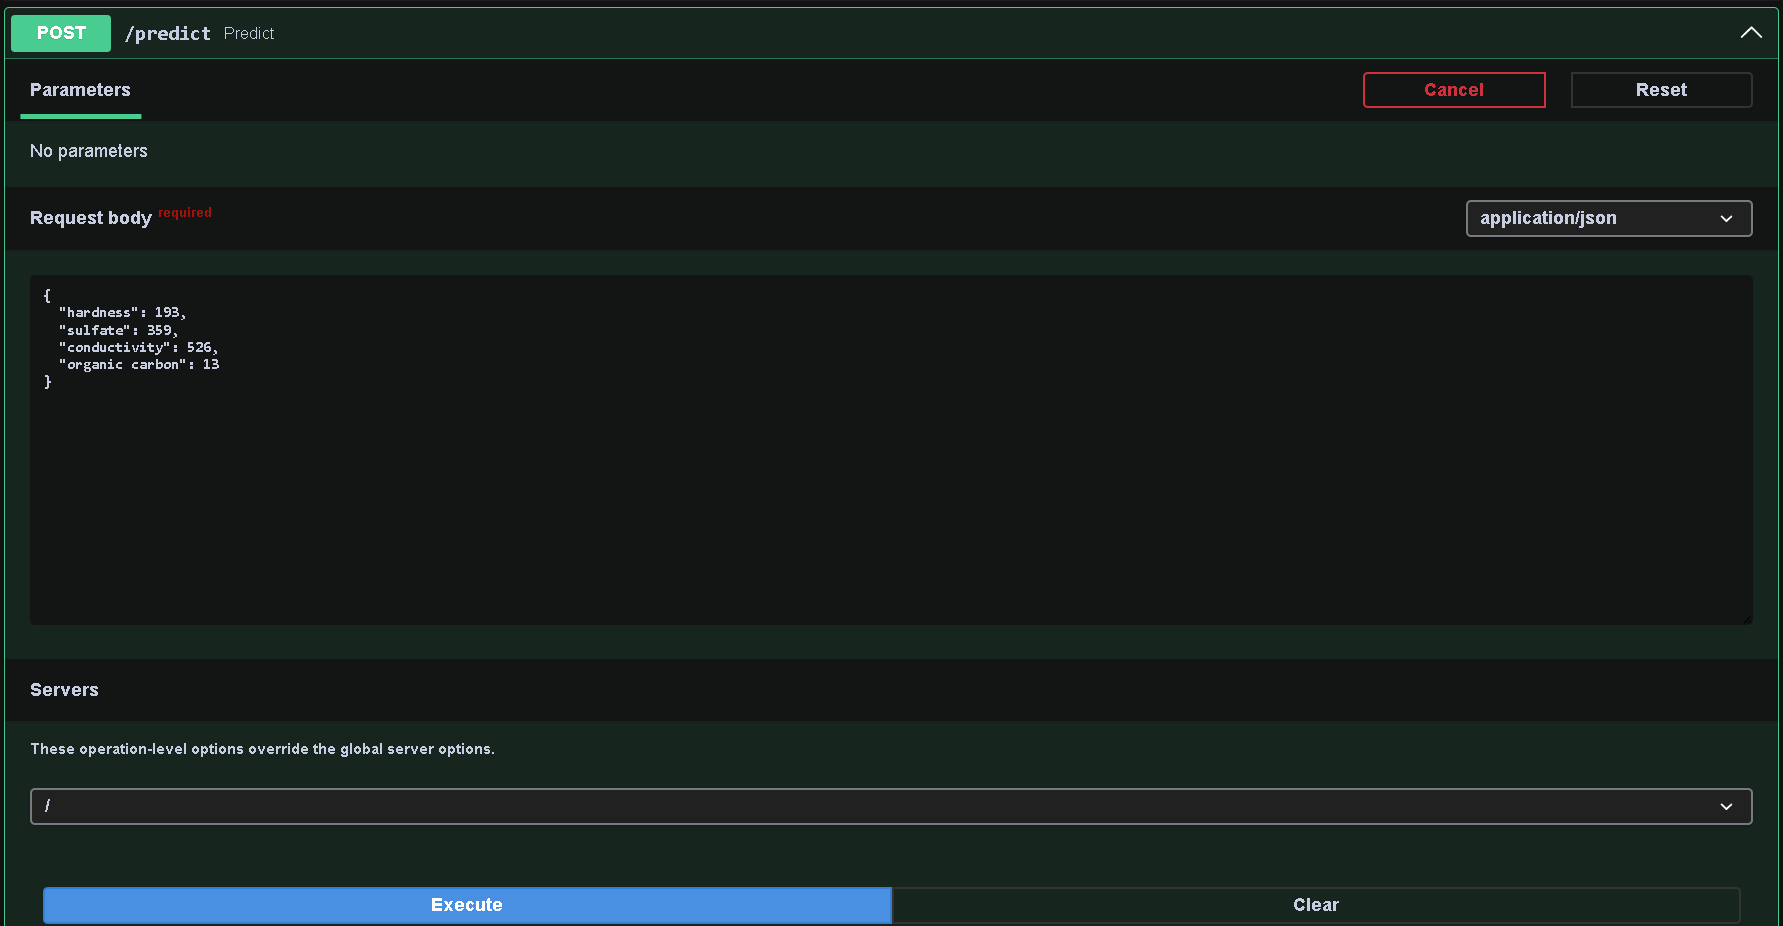 POST /predict Predict
Parameters
Cancel
Reset
No parameters
Request body required
application/json
{
"hardness": 193,
"sulfate": 359,
"conductivity": 526,
"organic carbon": 13
}
Servers
These operation-level options override the global server options.
/
Execute
Clear